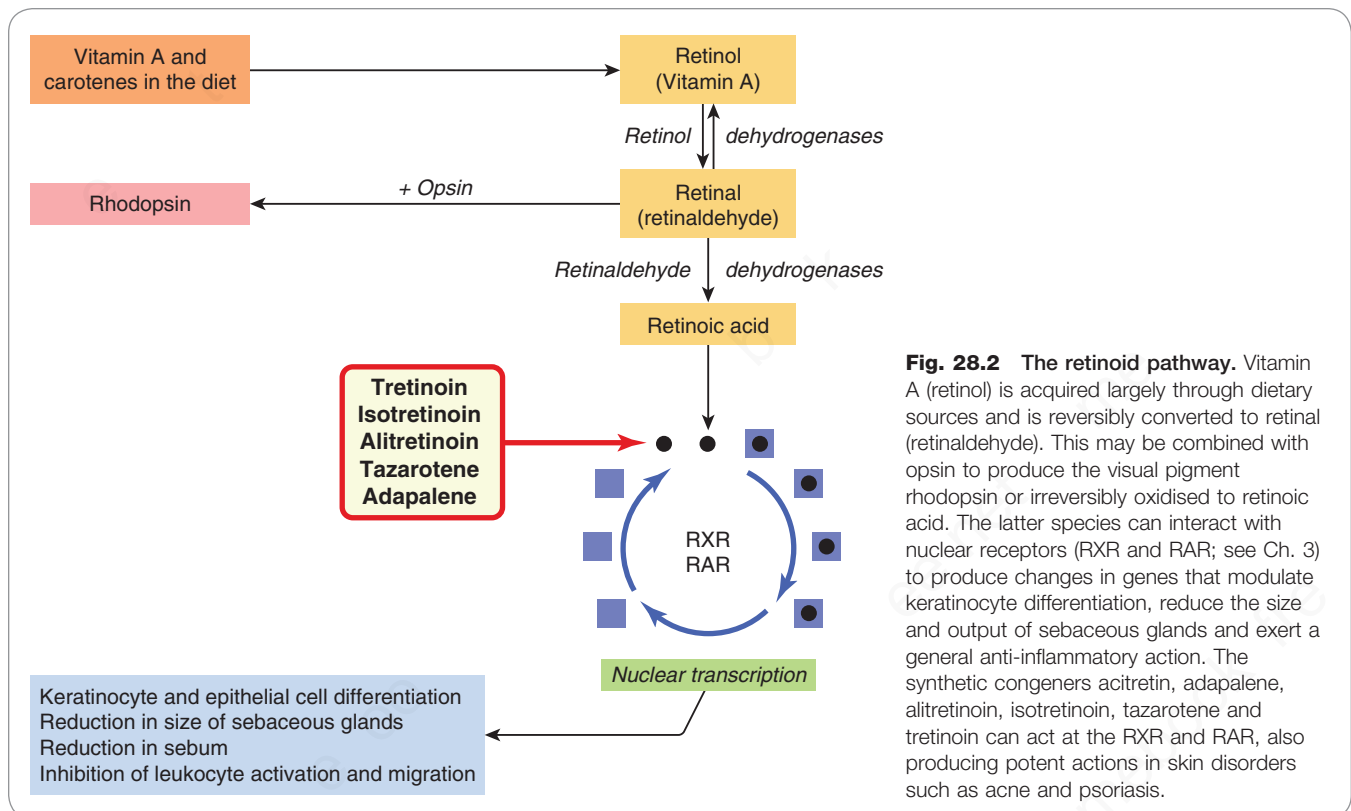 Vitamin A and
carotenes in the diet
Retinol
(Vitamin A)
Retinol dehydrogenases
Rhodopsin
+ Opsin
Retinal
(retinaldehyde)
Retinaldehyde dehydrogenases
Retinoic acid
Tretinoin
Isotretinoin
Alitretinoin
Tazarotene
Adapalene
RXR
RAR
Nuclear transcription
Keratinocyte and epithelial cell differentiation
Reduction in size of sebaceous glands
Reduction in sebum
Inhibition of leukocyte activation and migration
Fig. 28.2 The retinoid pathway. Vitamin
A (retinol) is acquired largely through dietary
sources and is reversibly converted to retinal
(retinaldehyde). This may be combined with
opsin to produce the visual pigment
rhodopsin or irreversibly oxidised to retinoic
acid. The latter species can interact with
nuclear receptors (RXR and RAR; see Ch. 3)
to produce changes in genes that modulate
keratinocyte differentiation, reduce the size
and output of sebaceous glands and exert a
general anti-inflammatory action. The
synthetic congeners acitretin, adapalene,
alitretinoin, isotretinoin, tazarotene and
tretinoin can act at the RXR and RAR, also
producing potent actions in skin disorders
such as acne and psoriasis.